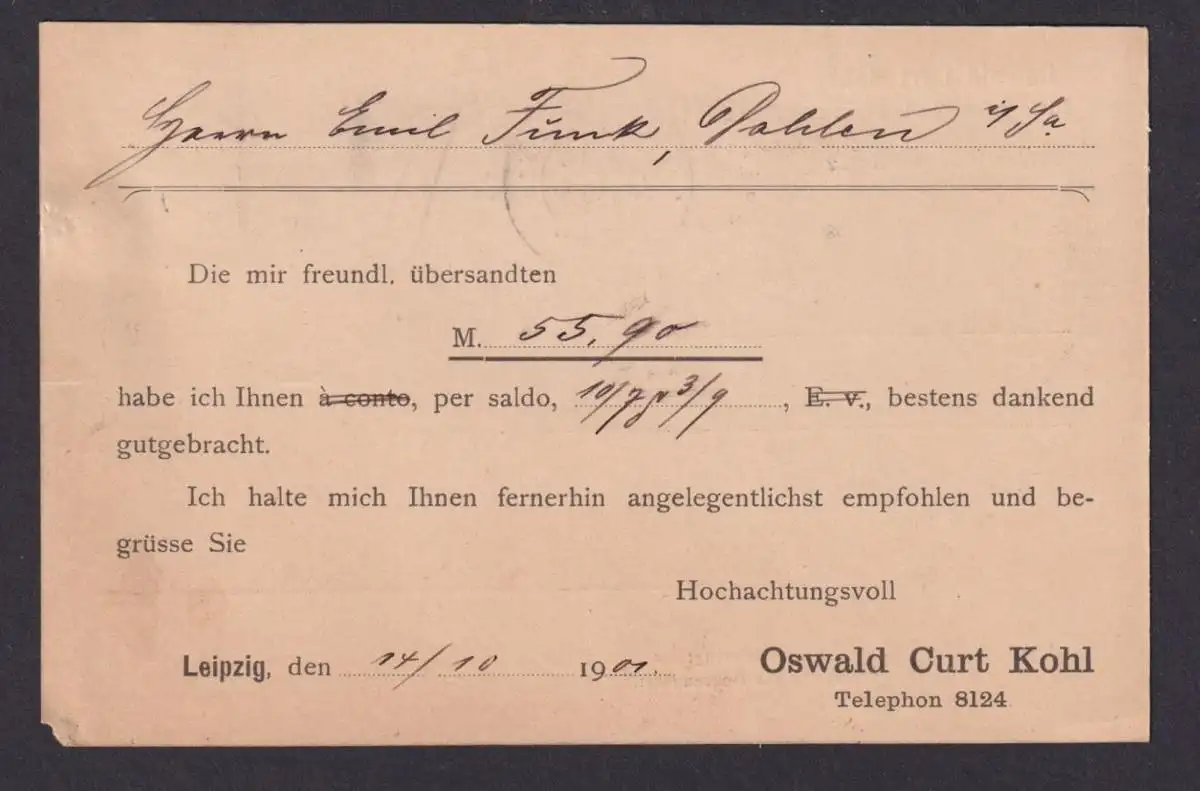 Herrn Emil Funk, Dahlen i/Sa
Die mir freundl. übersandten
M. 55.90
habe ich Ihnen à conto, per saldo, 10/7 3/9, E. v., bestens dankend
gutgebracht.
Ich halte mich Ihnen fernerhin angelegentlichst empfohlen und be-
grüsse Sie
Hochachtungsvoll
Leipzig, den 14/10 1901.
Oswald Curt Kohl
Telephon 8124